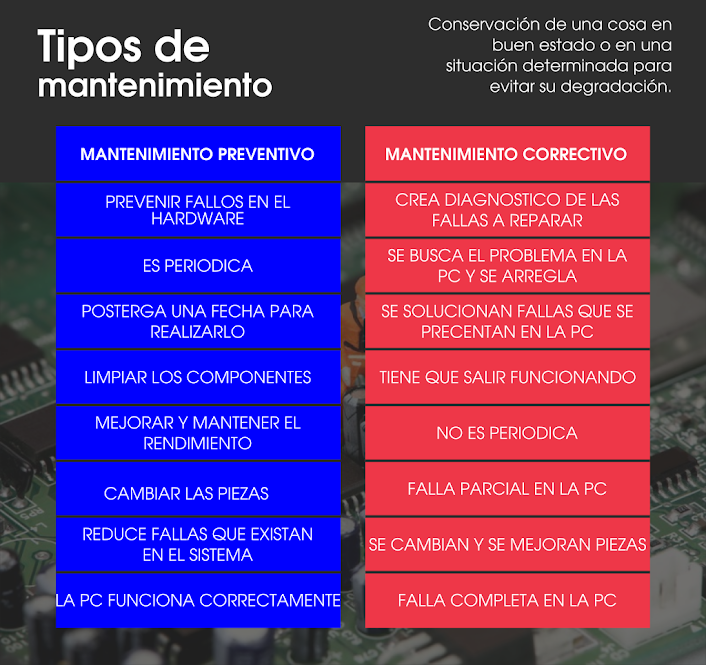 Tipos de
mantenimiento
Conservación de una cosa en
buen estado o en una
situación determinada para
evitar su degradación.
MANTENIMIENTO PREVENTIVO
PREVENIR FALLOS EN EL
HARDWARE
ES PERIODICA
POSTERGA UNA FECHA PARA
REALIZARLO
LIMPIAR LOS COMPONENTES
MEJORAR Y MANTENER EL
RENDIMIENTO
CAMBIAR LAS PIEZAS
REDUCE FALLAS QUE EXISTAN
EN EL SISTEMA
LA PC FUNCIONA CORRECTAMENTE
MANTENIMIENTO CORRECTIVO
CREA DIAGNOSTICO DE LAS
FALLAS A REPARAR
SE BUSCA EL PROBLEMA EN LA
PC Y SE ARREGLA
SE SOLUCIONAN FALLAS QUE SE
PRECENTAN EN LA PC
TIENE QUE SALIR FUNCIONANDO
NO ES PERIODICA
FALLA PARCIAL EN LA PC
SE CAMBIAN Y SE MEJORAN PIEZAS
FALLA COMPLETA EN LA PC